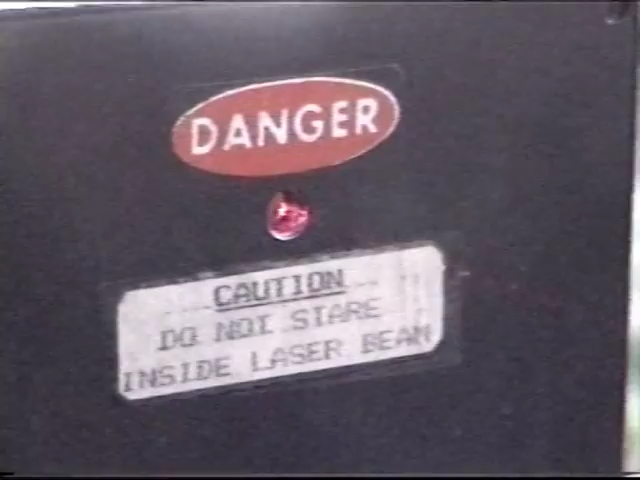 DANGER
CAUTION
DO NOT STARE
INSIDE LASER BEAM